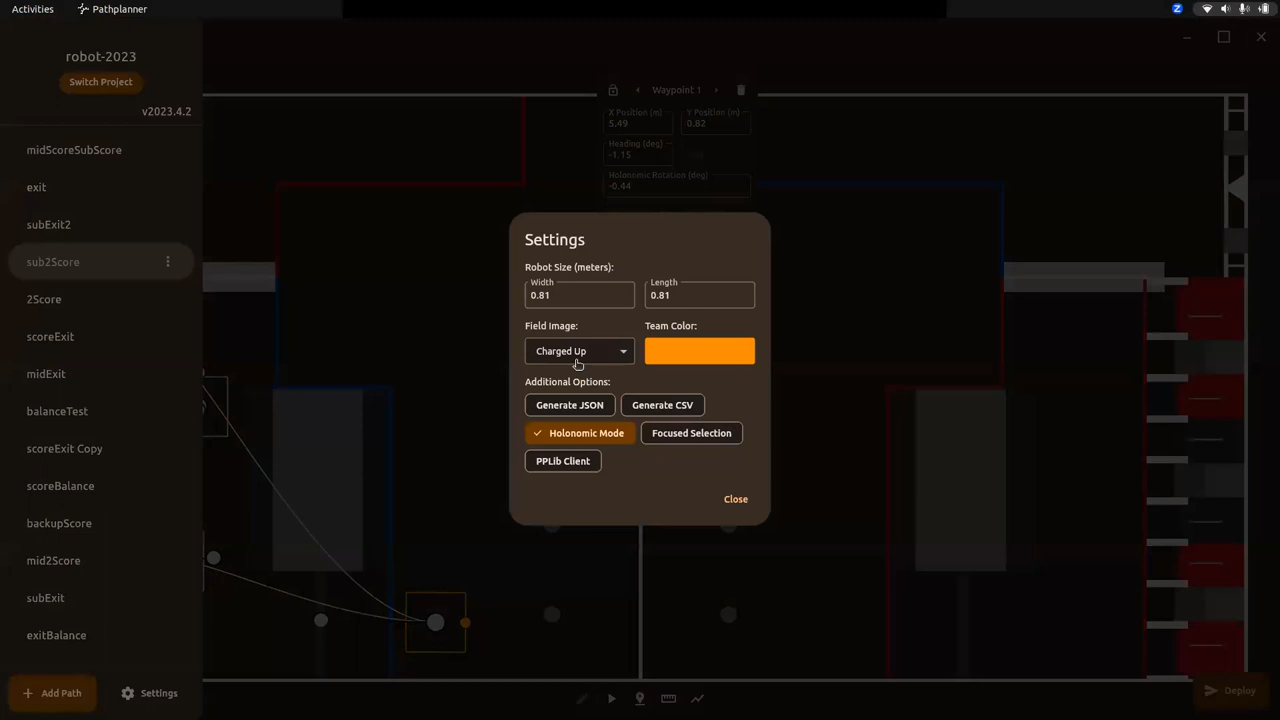 Activities
Pathplanner
robot-2023
Switch Project
v2023.4.2
midScoreSubScore
exit
subExit2
sub2Score
2Score
scoreExit
midExit
balanceTest
scoreExit Copy
scoreBalance
backupScore
mid2Score
subExit
exitBalance
Add Path
Settings
Waypoint 1
X Position (m)
5.49
Y Position (m)
0.82
Heading (deg)
-1.15
Holonomic Rotation (deg)
-0.44
Settings
Robot Size (meters):
Width
0.81
Length
0.81
Field Image:
Team Color:
Charged Up
Additional Options:
Generate JSON
Generate CSV
Holonomic Mode
Focused Selection
PPLib Client
Close
Deploy